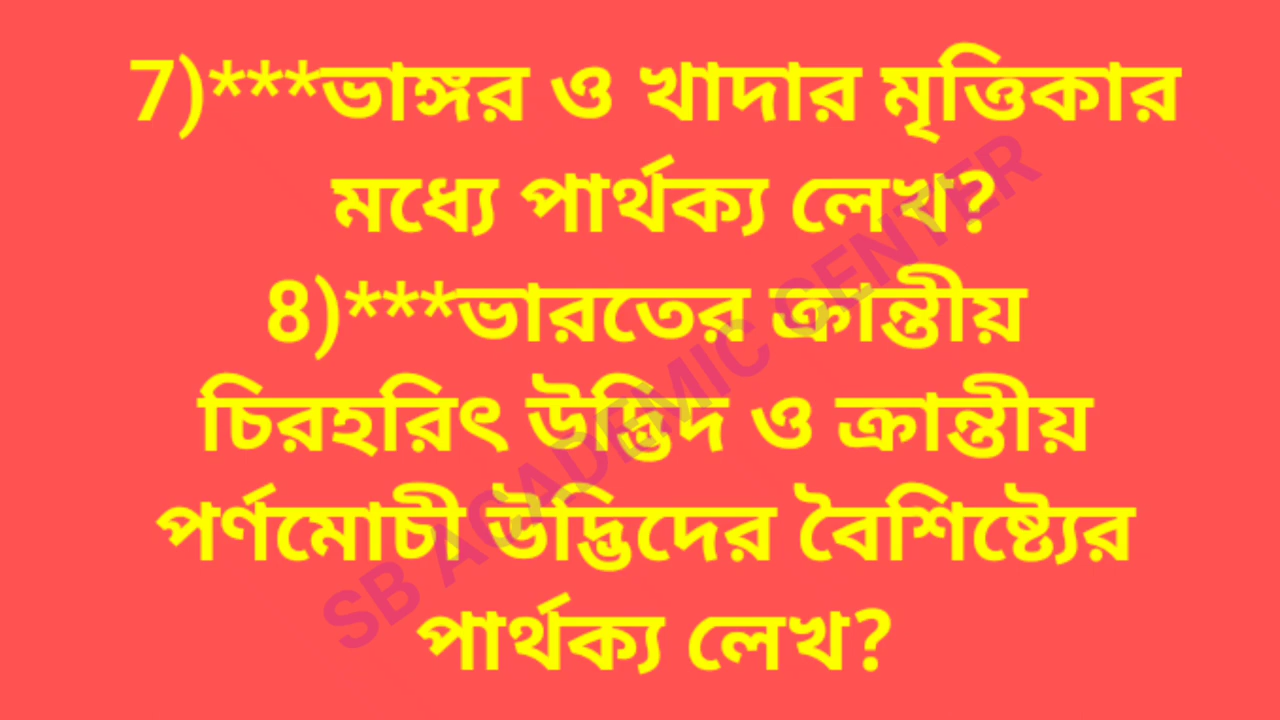 7)***ভাঙ্গর ও খাদার মৃত্তিকার
মধ্যে পার্থক্য লেখ?
8)***ভারতের ক্রান্তীয়
চিরহরিৎ উদ্ভিদ ও ক্রান্তীয়
পর্ণমোচী উদ্ভিদের বৈশিষ্ট্যের
পার্থক্য লেখ?
SB ACADEMIC CENTER